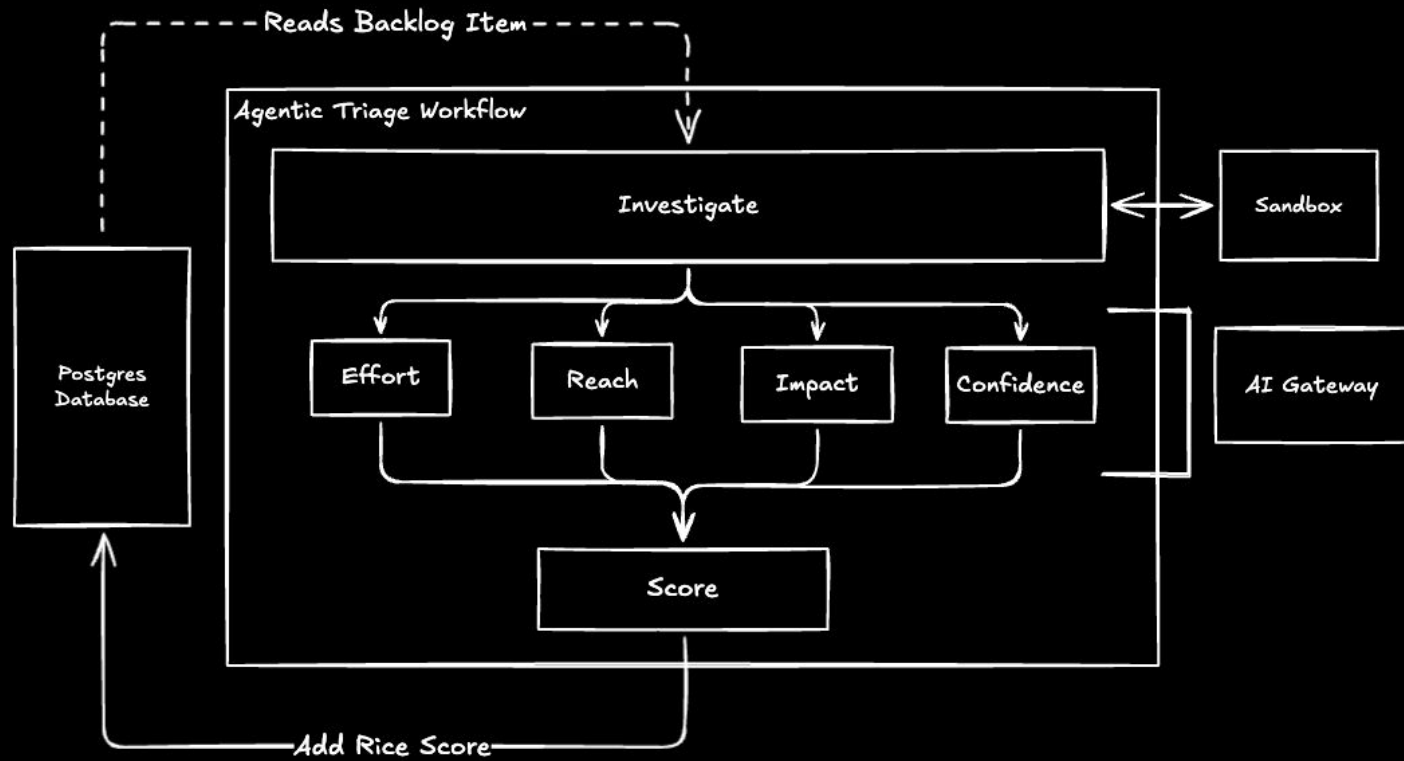 Reads Backlog Item
Agentic Triage Workflow
Investigate
Sandbox
Postgres
Database
Effort
Reach
Impact
Confidence
AI Gateway
Score
Add Rice Score